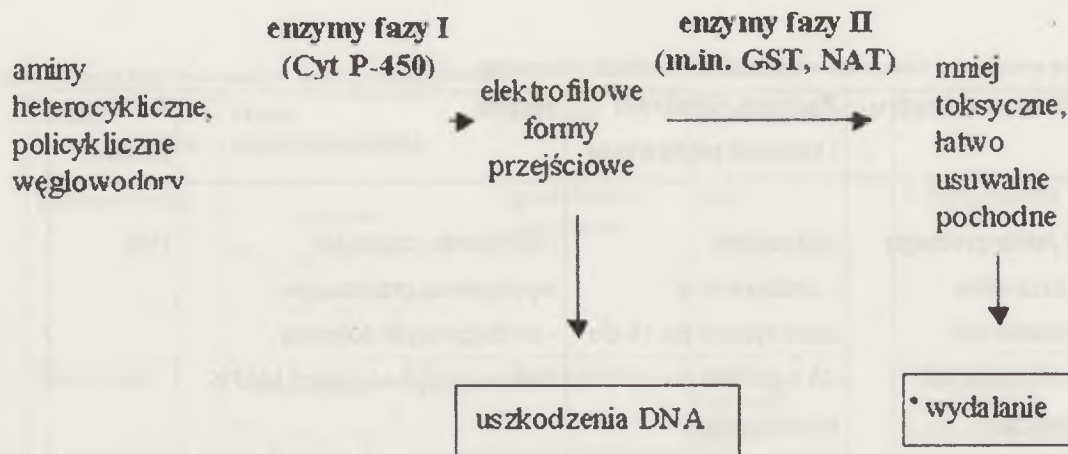 enzymy fazy I
(Cyt P-450)
enzymy fazy II
(m.in. GST, NAT)
aminy
heterocykliczne,
policykliczne
węglowodory
elektrofilowe
formy
przejściowe
mniej
toksyczne,
łatwo
usuwalne
pochodne
uszkodzenia DNA
wydalanie